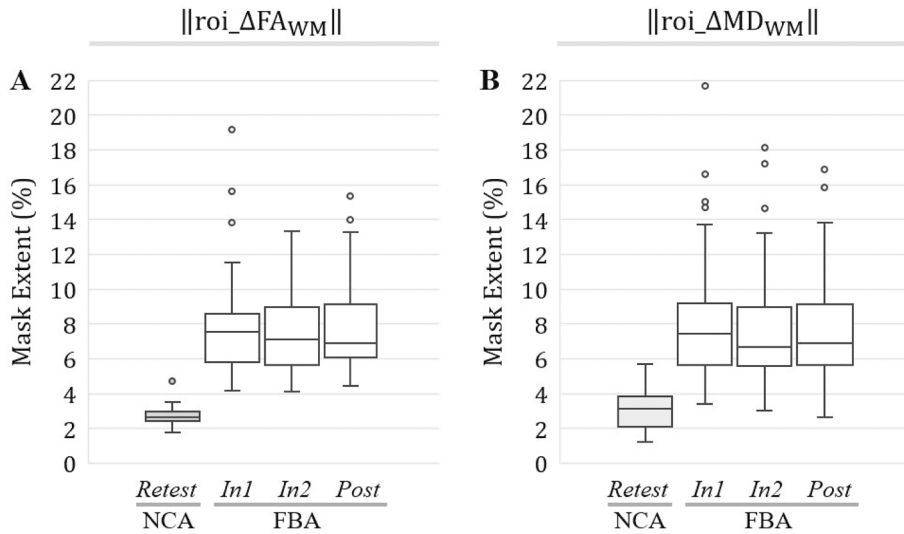 ‖roi_ΔFA_WM‖
A
22
20
18
16
14
12
10
8
6
4
2
0
Mask Extent (%)
Retest In1 In2 Post
NCA FBA
‖roi_ΔMD_WM‖
B
22
20
18
16
14
12
10
8
6
4
2
0
Mask Extent (%)
Retest In1 In2 Post
NCA FBA